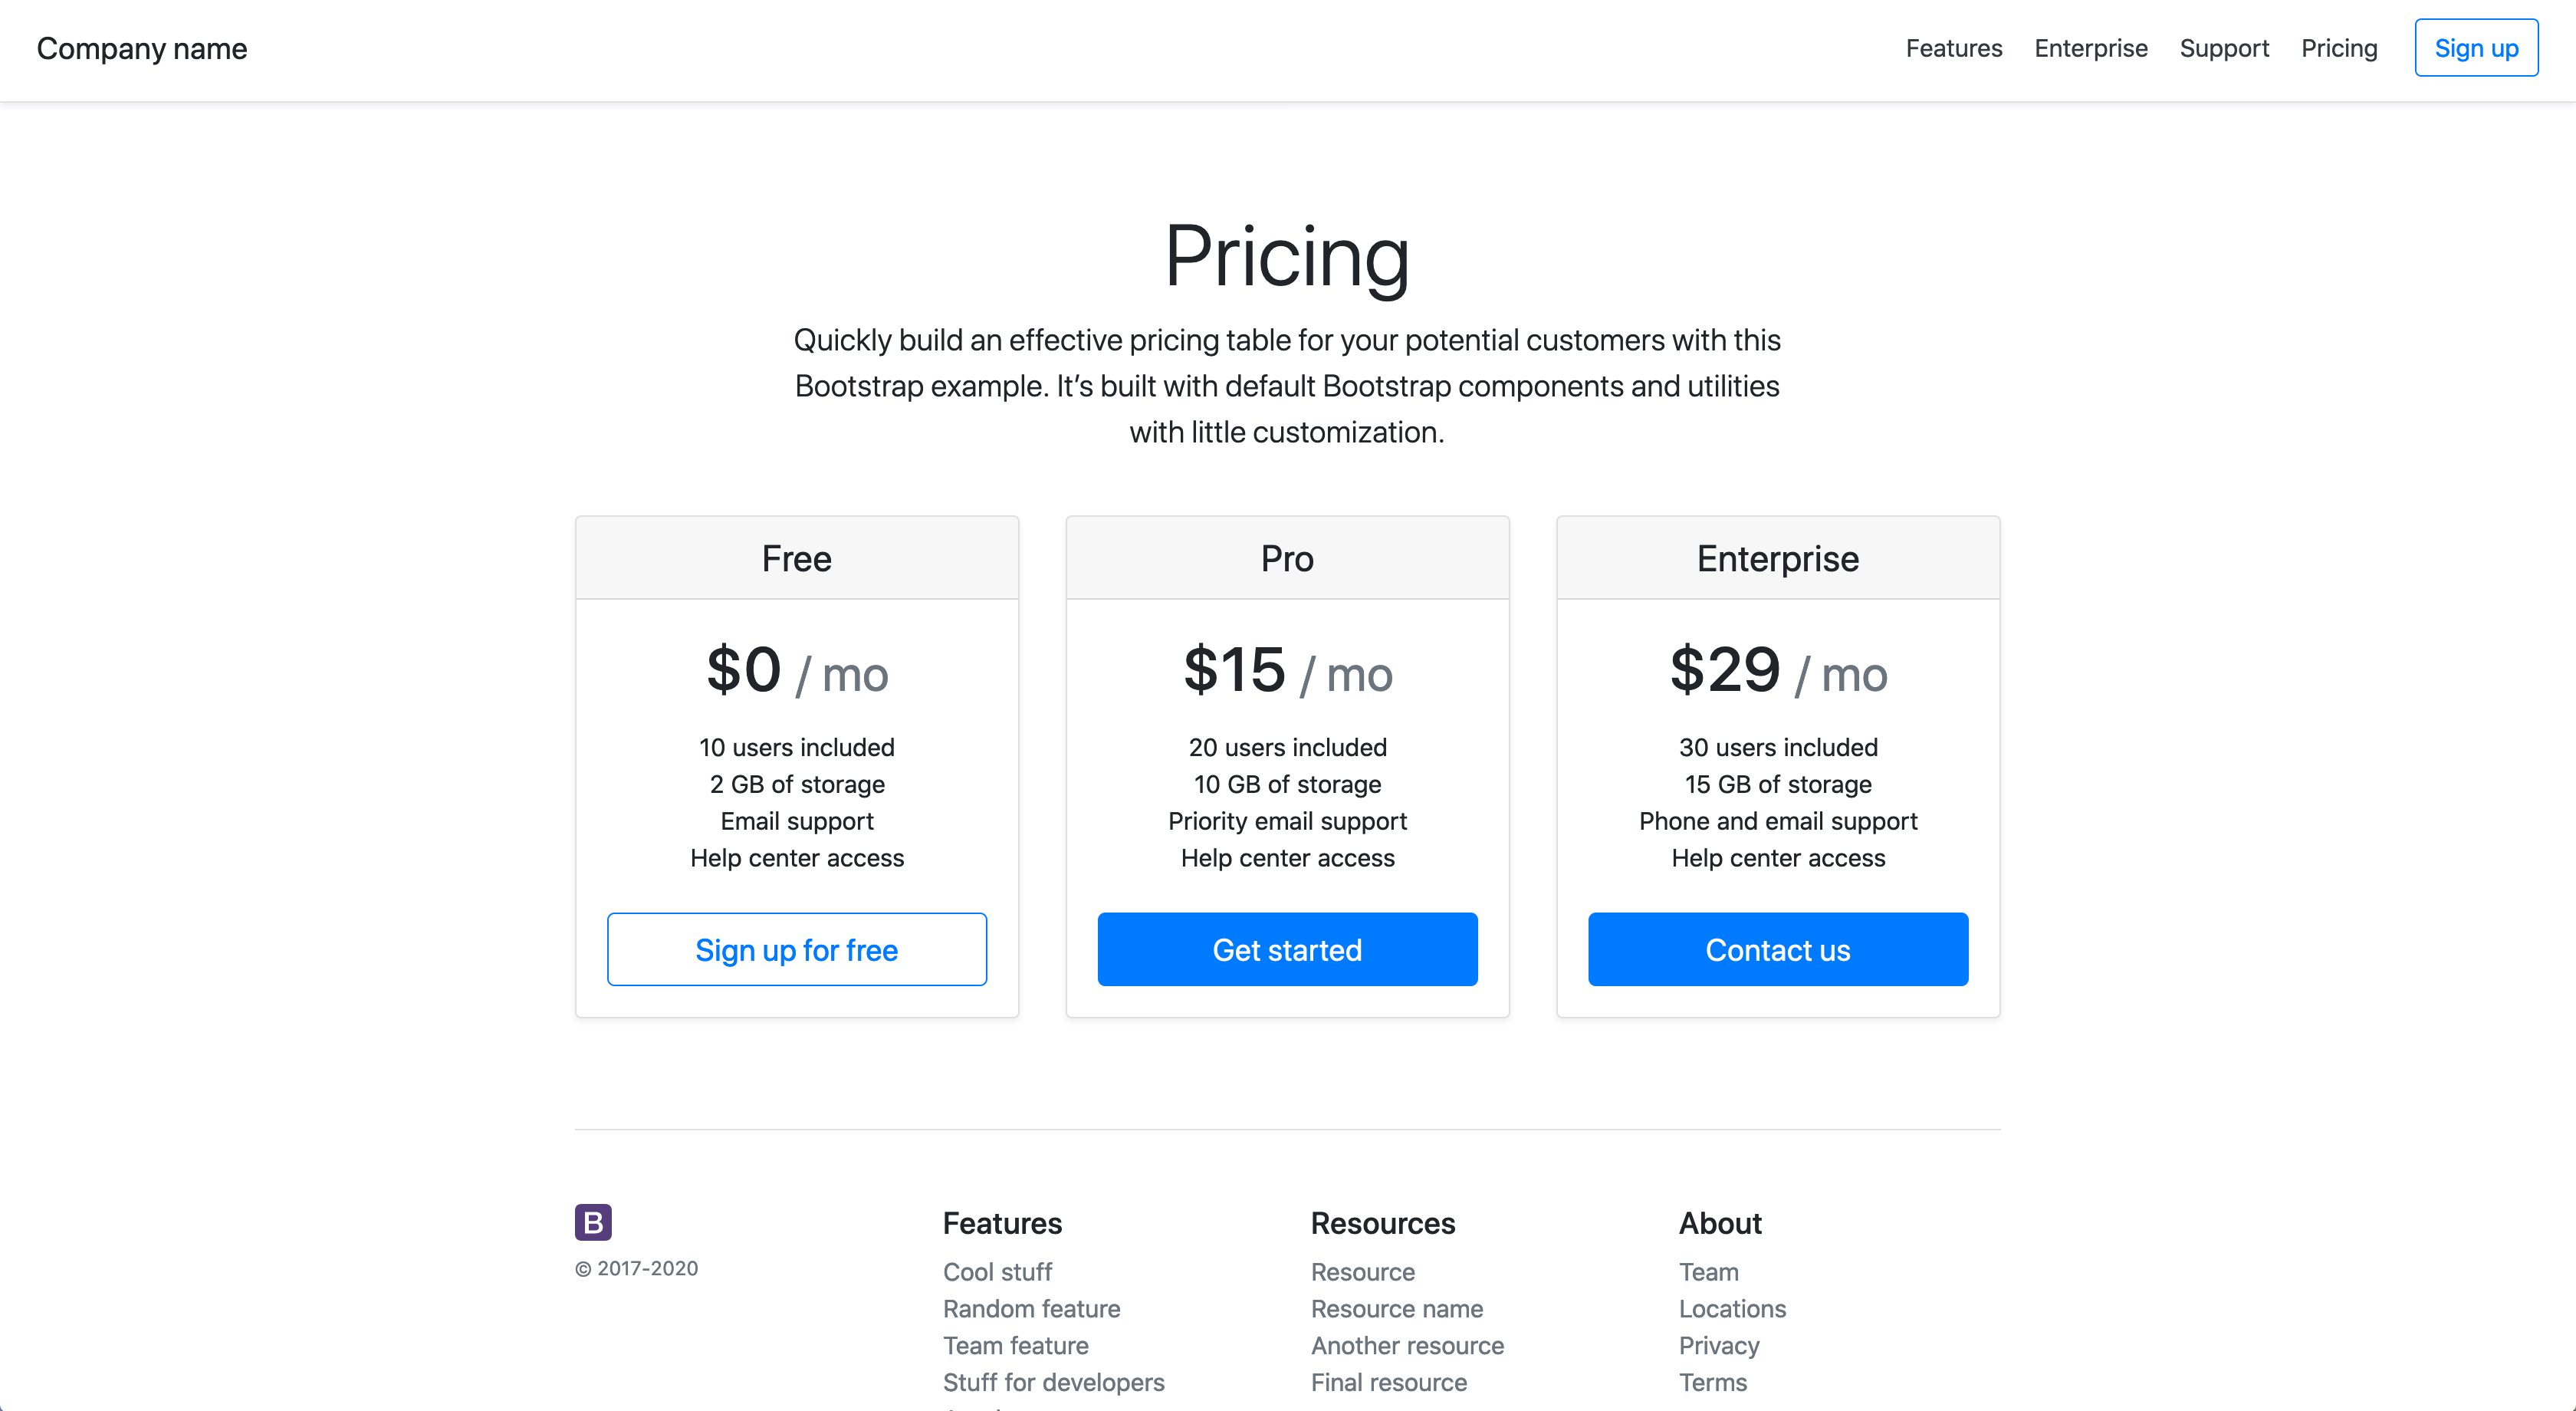 Company name
Features Enterprise Support Pricing Sign up
Pricing
Quickly build an effective pricing table for your potential customers with this
Bootstrap example. It’s built with default Bootstrap components and utilities
with little customization.
Free
$0 / mo
10 users included
2 GB of storage
Email support
Help center access
Sign up for free
Pro
$15 / mo
20 users included
10 GB of storage
Priority email support
Help center access
Get started
Enterprise
$29 / mo
30 users included
15 GB of storage
Phone and email support
Help center access
Contact us
B
© 2017-2020
Features
Cool stuff
Random feature
Team feature
Stuff for developers
Resources
Resource
Resource name
Another resource
Final resource
About
Team
Locations
Privacy
Terms